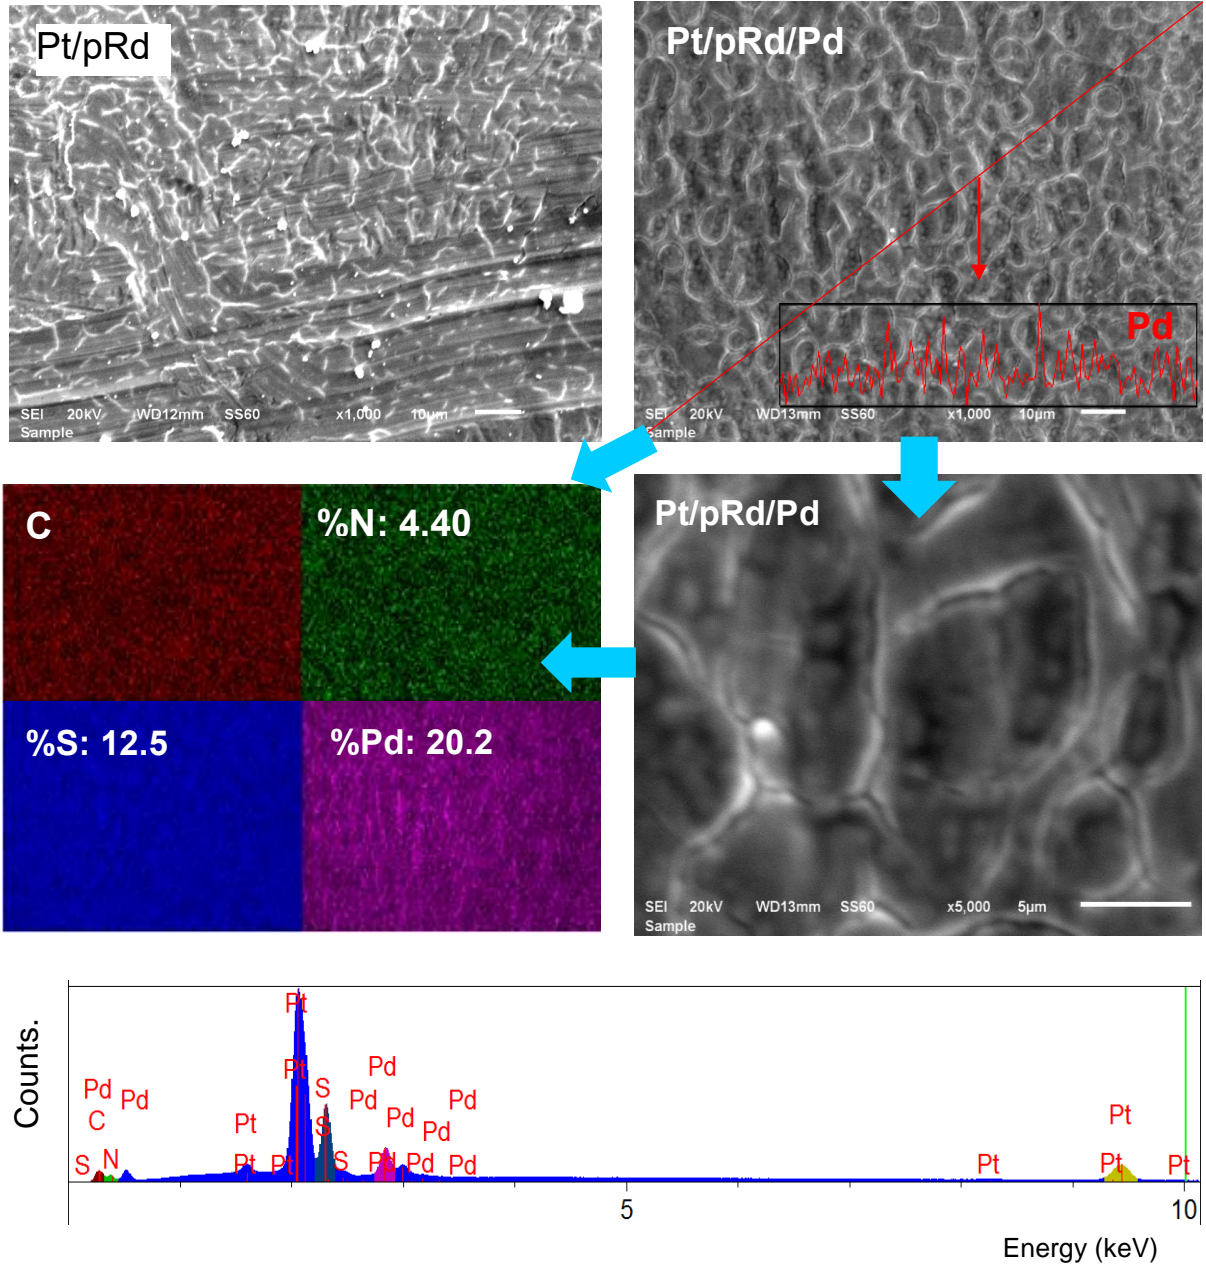 Pt/pRd
SEI 20kV WD12mm SS60 x1,000 10µm
Sample
Pt/pRd/Pd
Pd
SEI 20kV WD13mm SS60 x1,000 10µm
Sample
C
%N: 4.40
%S: 12.5
%Pd: 20.2
Pt/pRd/Pd
SEI 20kV WD13mm SS60 x5,000 5µm
Sample
Counts.
Pt
Pt
Pd
Pd
S
Pd
Pd
Pd
C
Pt
S
Pd
Pd
Pt
S
N
Pt
Pt
S
Pd
Pd
Pd
Pt
Pt
Pt
5
10
Energy (keV)